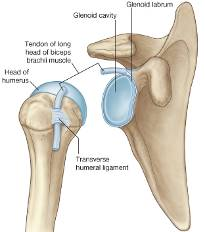 Glenoid labrum
Glenoid cavity
Tendon of long
head of biceps
brachii muscle
Head of
humerus
Transverse
humeral ligament